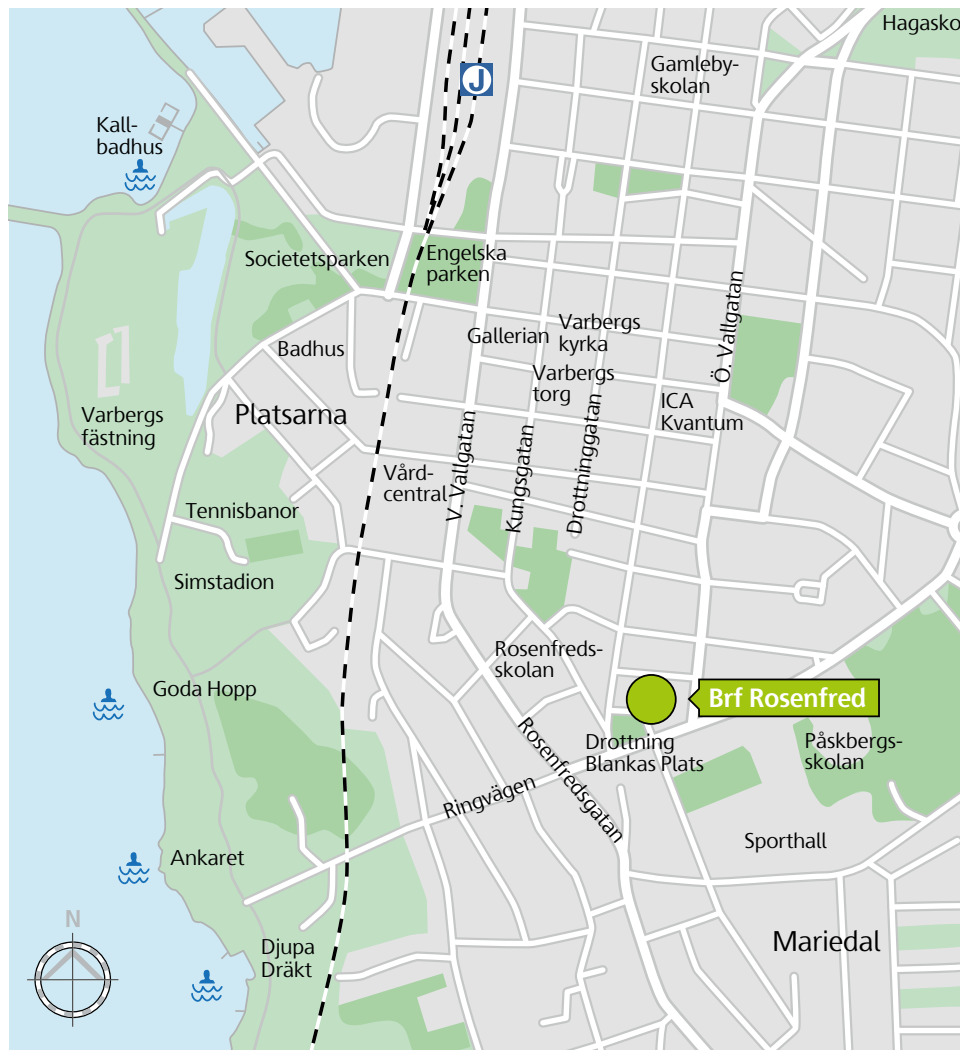 Hagasko
Gamleby-
skolan
J
Kall-
badhus
Societetsparken
Engelska
parken
Ö. Vallgatan
Gallerian
Varbergs
kyrka
Badhus
Varbergs
torg
ICA
Kvantum
Varbergs
fästning
Platsarna
V. Vallgatan
Kungsgatan
Drottninggatan
Vård-
central
Tennisbanor
Simstadion
Rosenfreds-
skolan
Goda Hopp
Brf Rosenfred
Drottning
Blankas Plats
Påskbergs-
skolan
Rosenfredsgatan
Ringvägen
Sporthall
Ankaret
N
Djupa
Dräkt
Mariedal